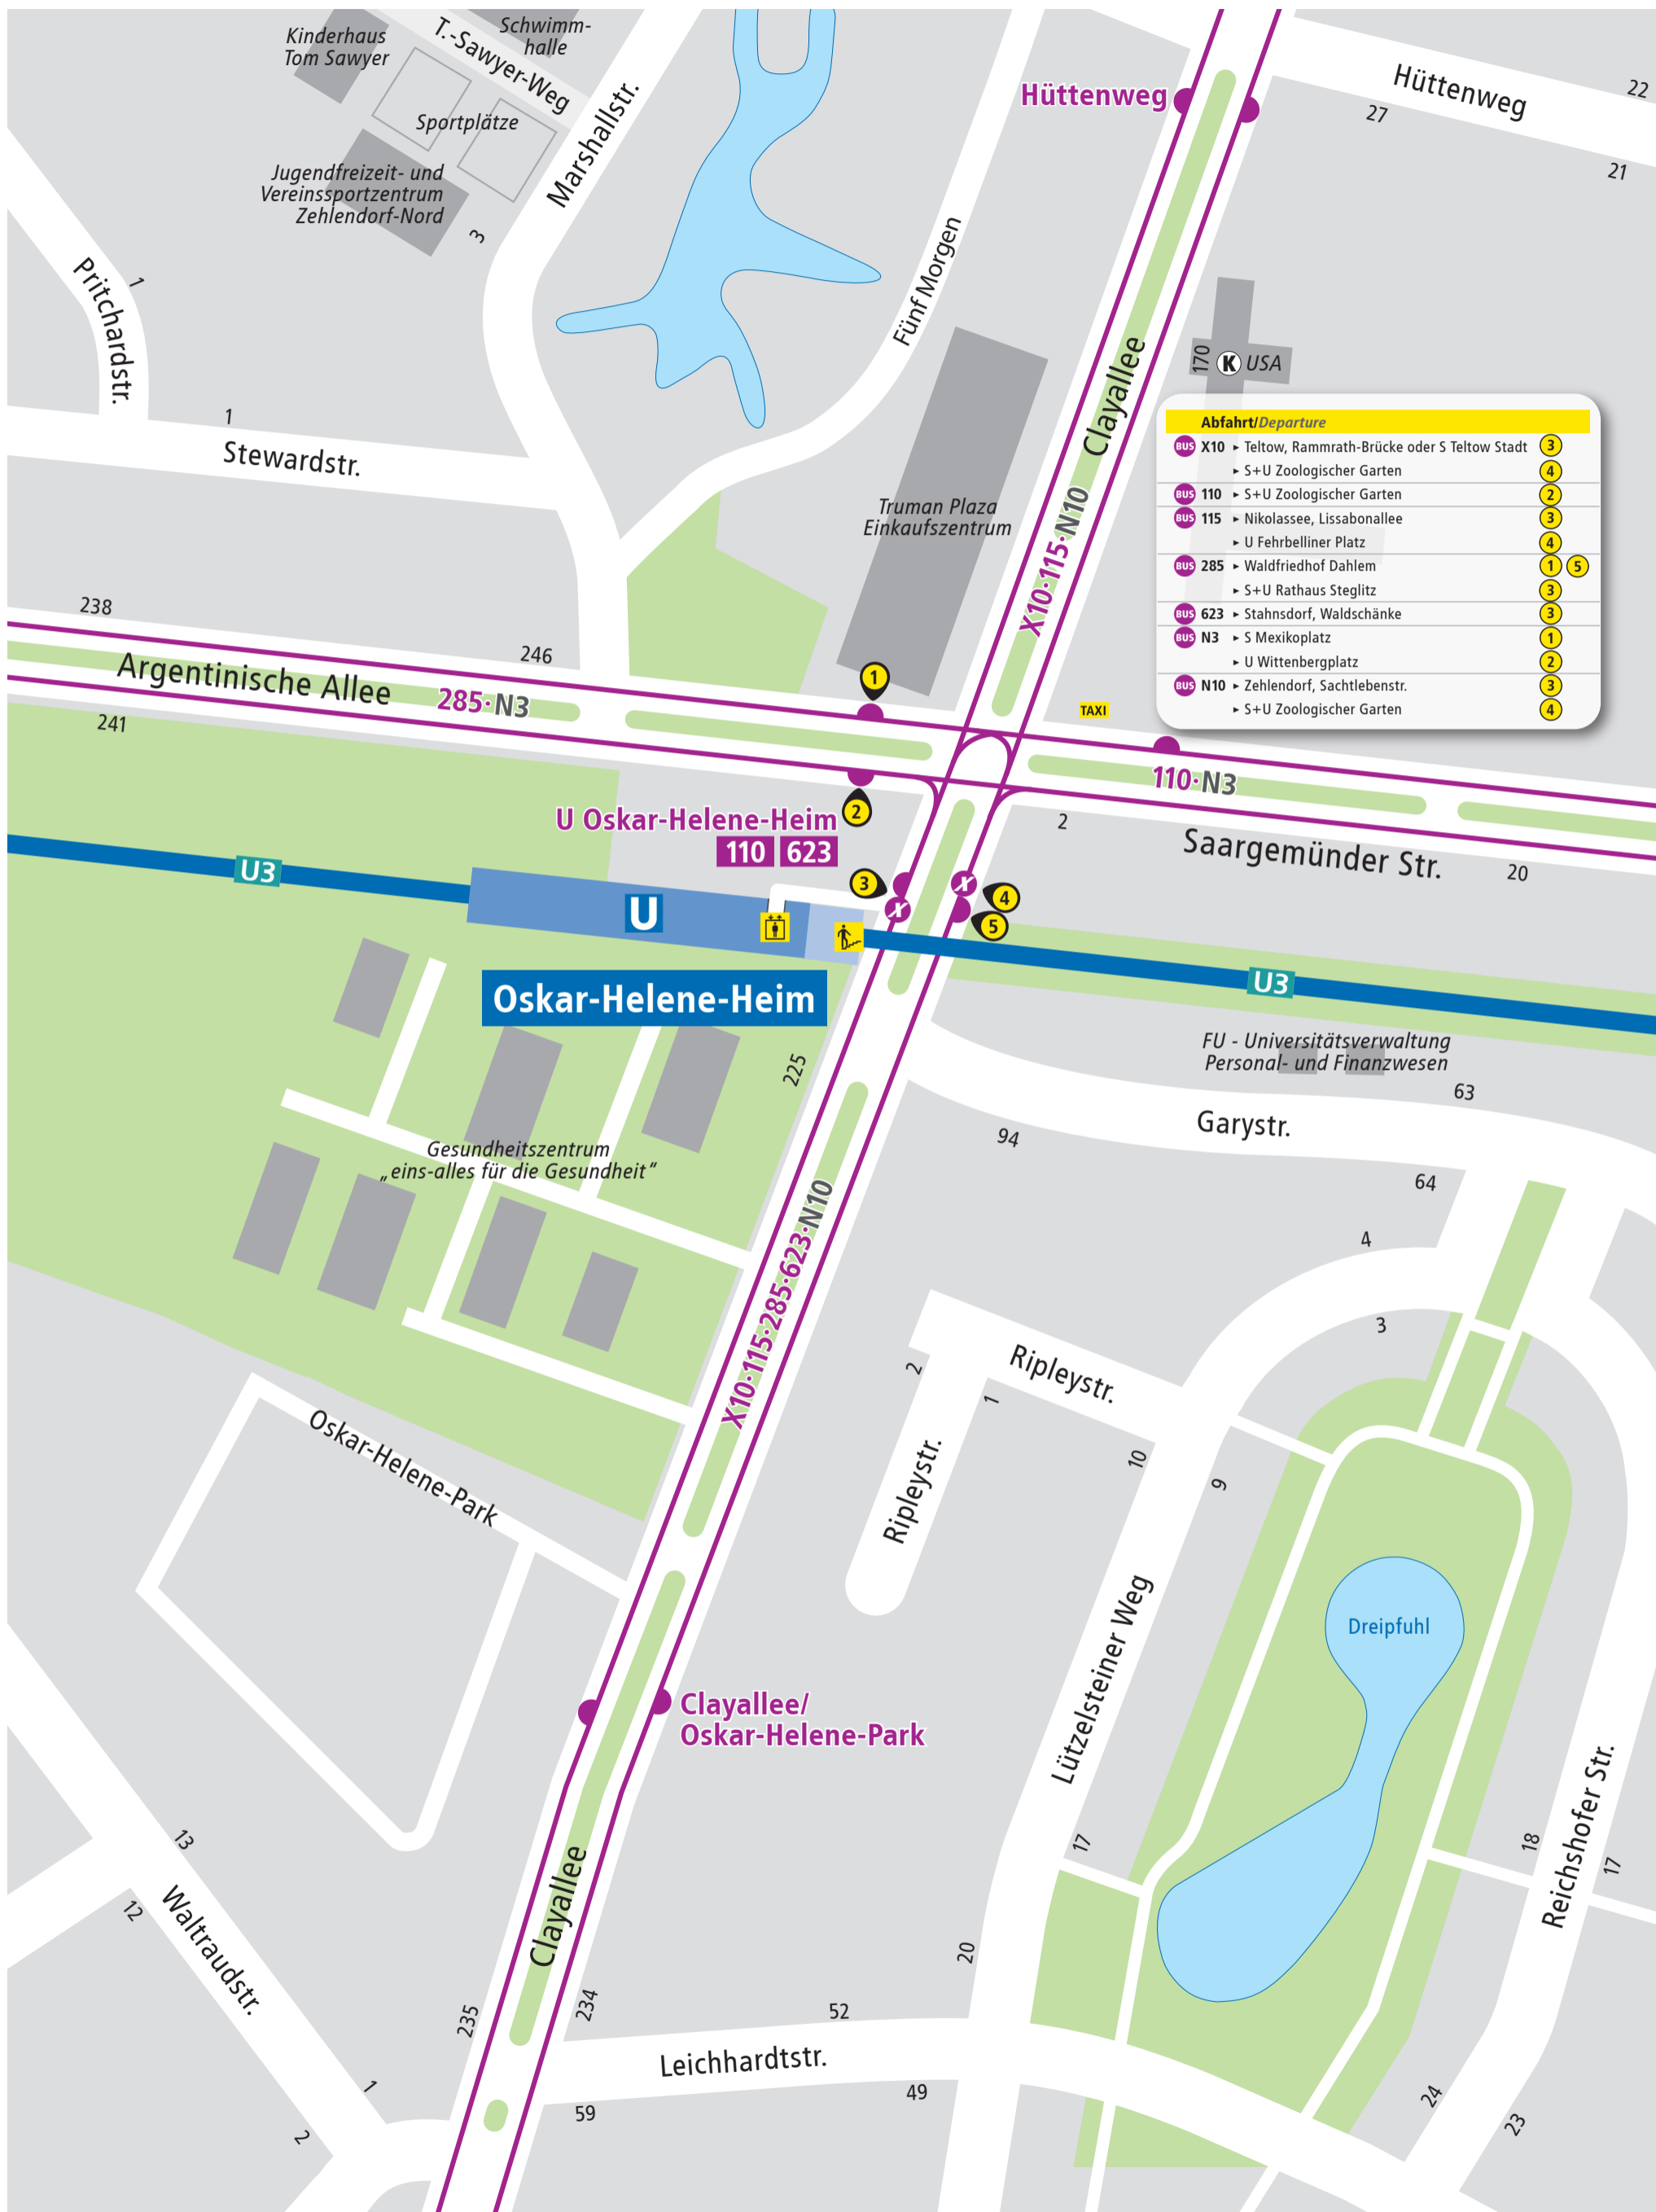 Kinderhaus
Tom Sawyer
Schwimm-
halle
T.-Sawyer-Weg
Sportplätze
Jugendfreizeit- und
Vereinssportzentrum
Zehlendorf-Nord
Marshallstr.
3
Hüttenweg
Hüttenweg
22
27
21
Pritchardstr.
1
Fünf Morgen
Clayallee
170
K USA
1
Stewardstr.
Truman Plaza
Einkaufszentrum
X10·115·N10
Abfahrt/Departure
BUS X10 ▸ Teltow, Rammrath-Brücke oder S Teltow Stadt 3
▸ S+U Zoologischer Garten 4
BUS 110 ▸ S+U Zoologischer Garten 2
BUS 115 ▸ Nikolassee, Lissabonallee 3
▸ U Fehrbelliner Platz 4
BUS 285 ▸ Waldfriedhof Dahlem 1 5
▸ S+U Rathaus Steglitz 3
BUS 623 ▸ Stahnsdorf, Waldschänke 3
BUS N3 ▸ S Mexikoplatz 1
▸ U Wittenbergplatz 2
BUS N10 ▸ Zehlendorf, Sachtlebenstr. 3
▸ S+U Zoologischer Garten 4
238
246
Argentinische Allee
285·N3
241
1
TAXI
110·N3
2
U Oskar-Helene-Heim
110 623
2
Saargemünder Str.
20
U3
U
3
X
X
4
5
Oskar-Helene-Heim
U3
225
FU - Universitätsverwaltung
Personal- und Finanzwesen
63
Garystr.
94
64
Gesundheitszentrum
„eins-alles für die Gesundheit“
X10·115·285·623·N10
4
3
Ripleystr.
2
1
Ripleystr.
10
9
Oskar-Helene-Park
Lützelsteiner Weg
Dreipfuhl
Clayallee/
Oskar-Helene-Park
17
18
17
Reichshofer Str.
13
12
Waltraudstr.
Clayallee
20
235
234
52
Leichhardtstr.
49
59
1
2
24
23